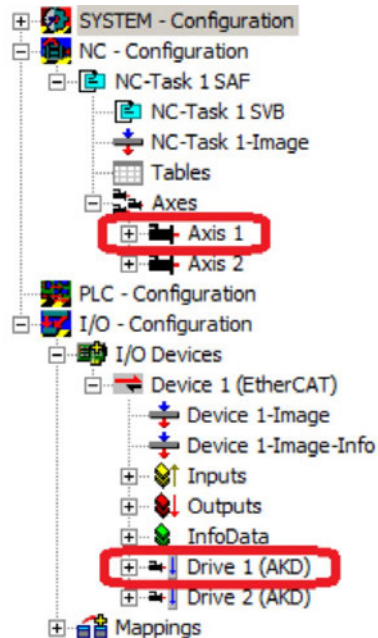 SYSTEM - Configuration
NC - Configuration
NC-Task 1 SAF
NC-Task 1 SVB
NC-Task 1-Image
Tables
Axes
Axis 1
Axis 2
PLC - Configuration
I/O - Configuration
I/O Devices
Device 1 (EtherCAT)
Device 1-Image
Device 1-Image-Info
Inputs
Outputs
InfoData
Drive 1 (AKD)
Drive 2 (AKD)
Mappings